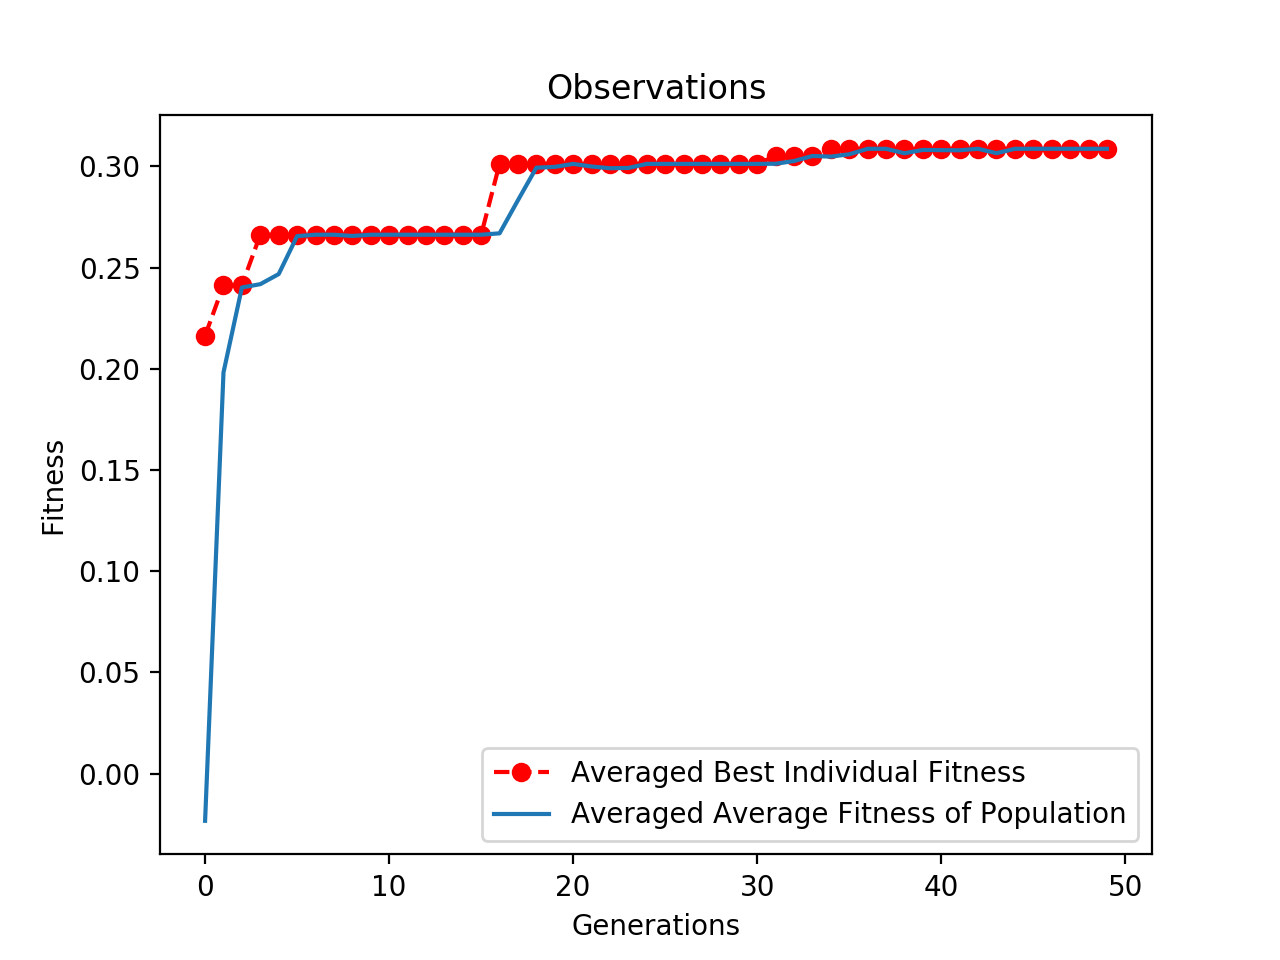 Observations
Fitness
0.30
0.25
0.20
0.15
0.10
0.05
0.00
Averaged Best Individual Fitness
Averaged Average Fitness of Population
0 10 20 30 40 50
Generations